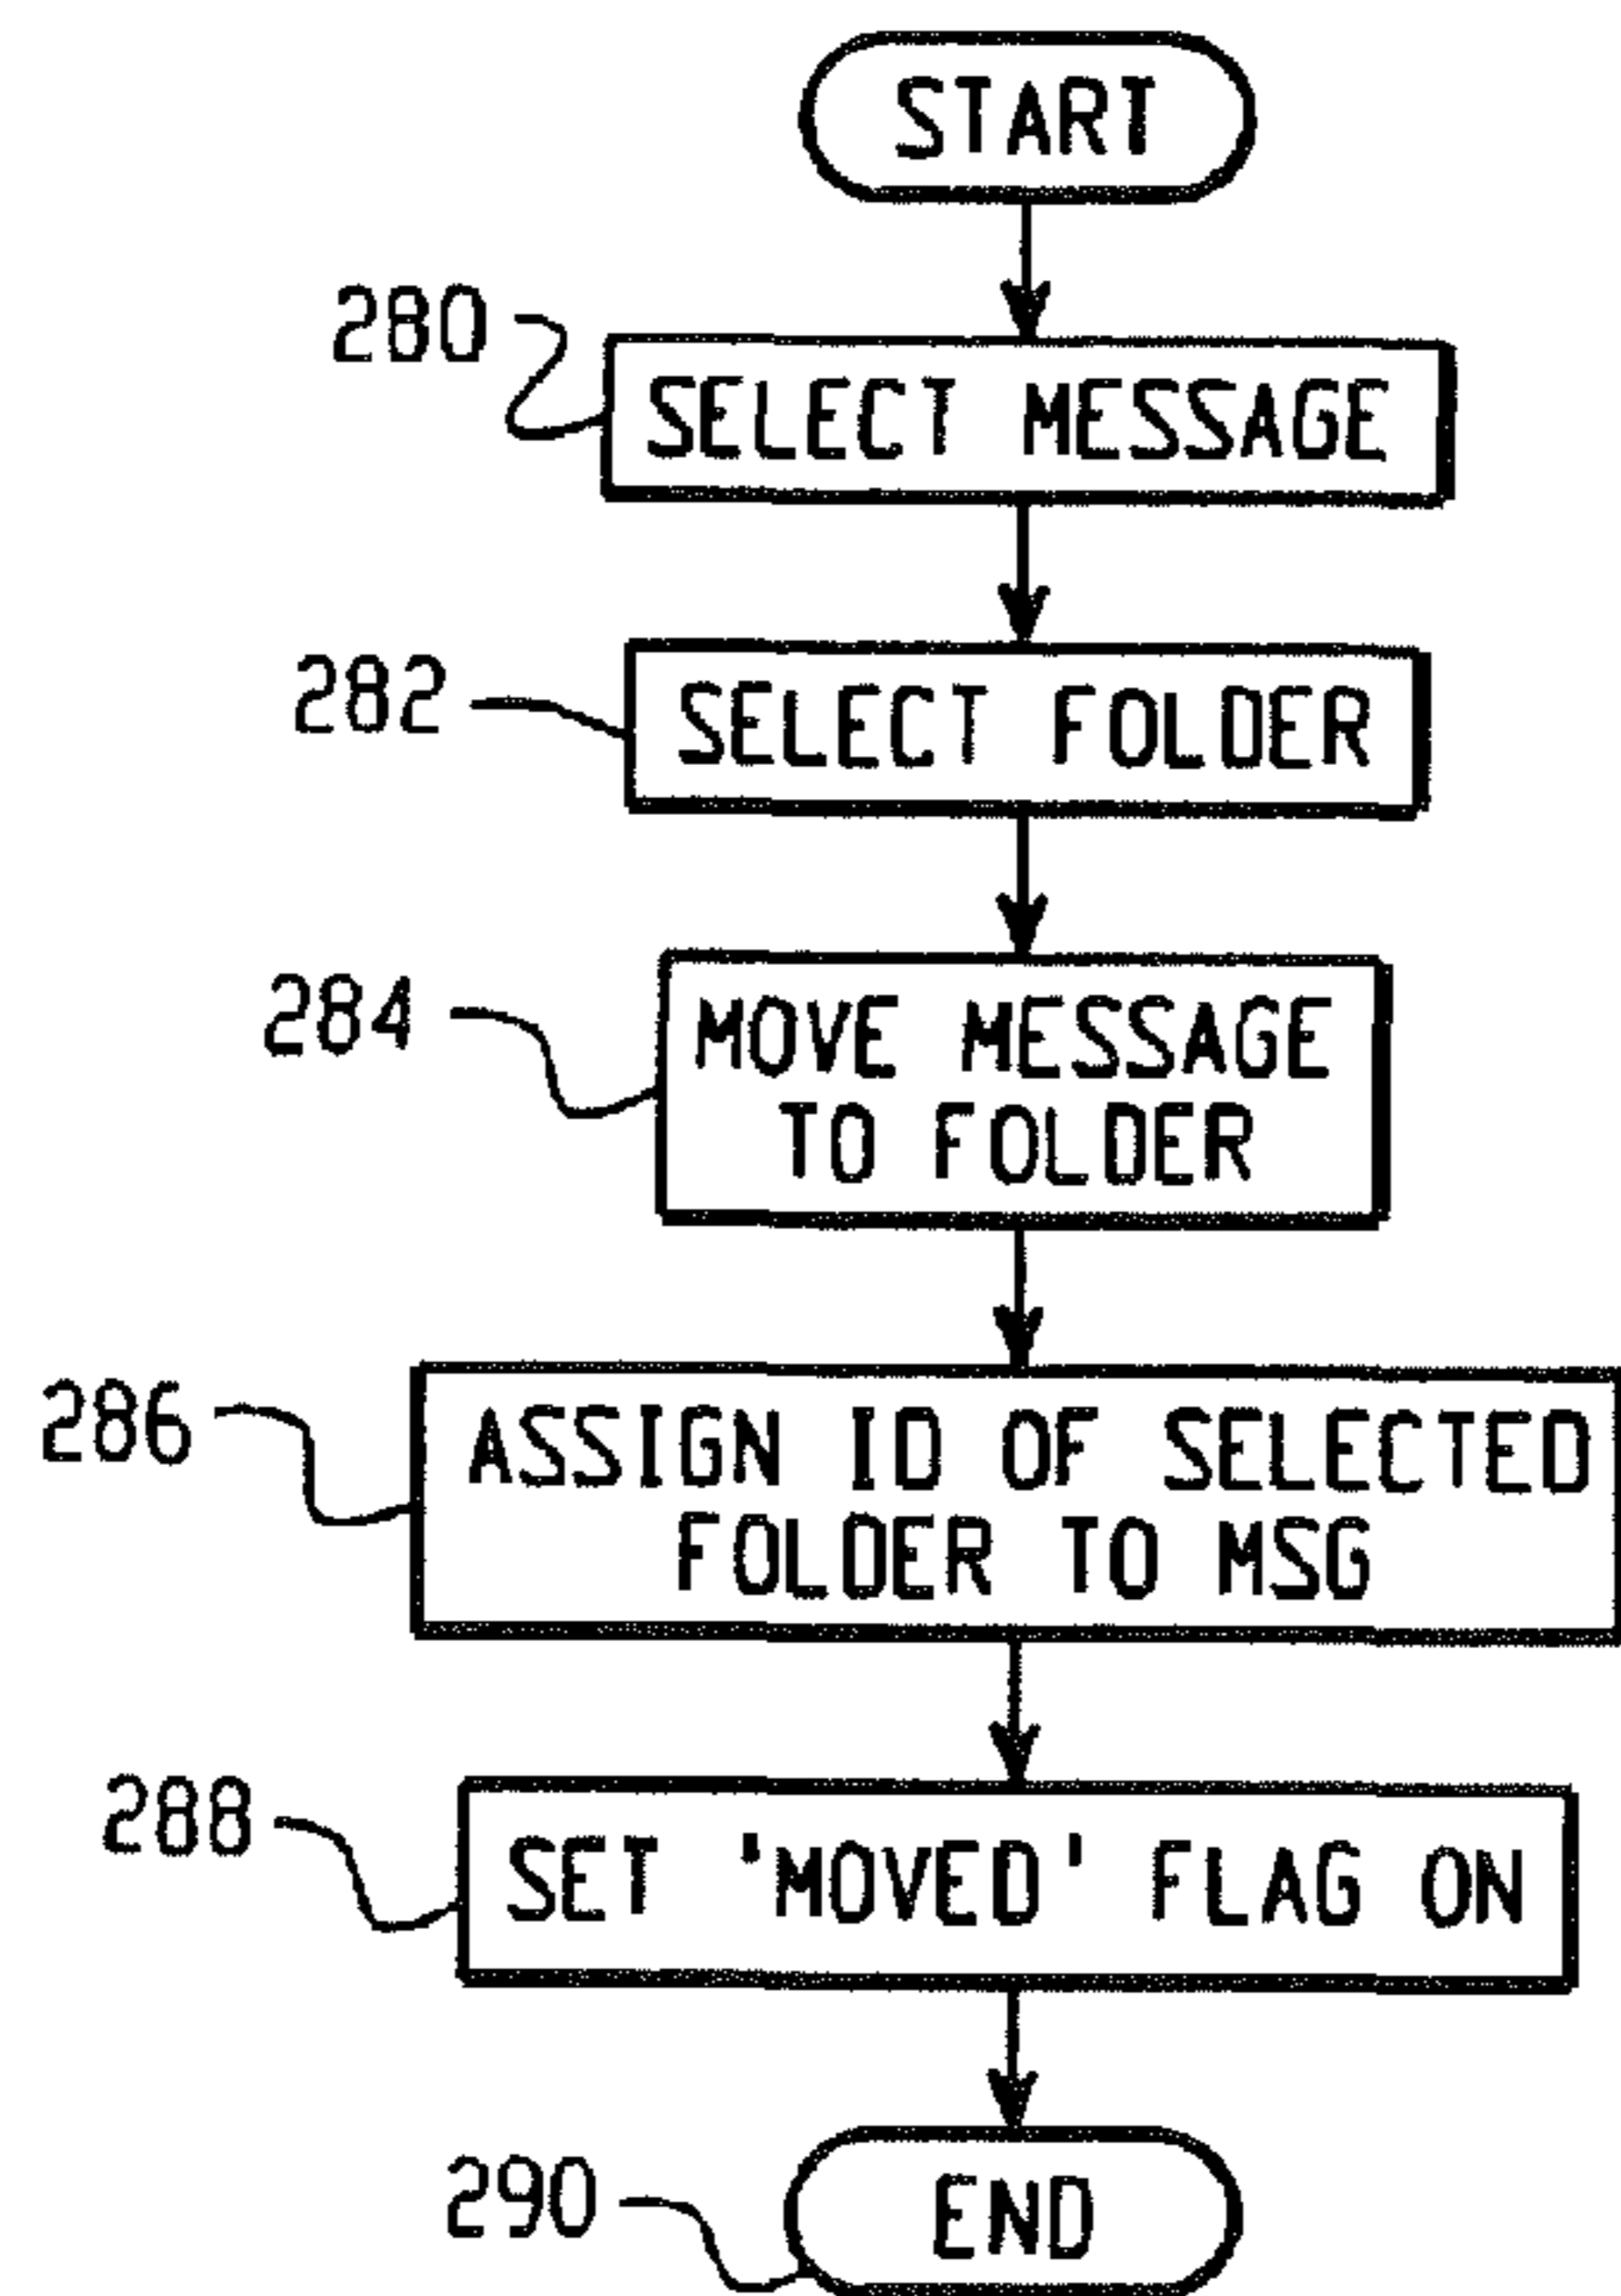 START
280
SELECT MESSAGE
282
SELECT FOLDER
284
MOVE MESSAGE
TO FOLDER
286
ASSIGN ID OF SELECTED
FOLDER TO MSG
288
SET 'MOVED' FLAG ON
290
END